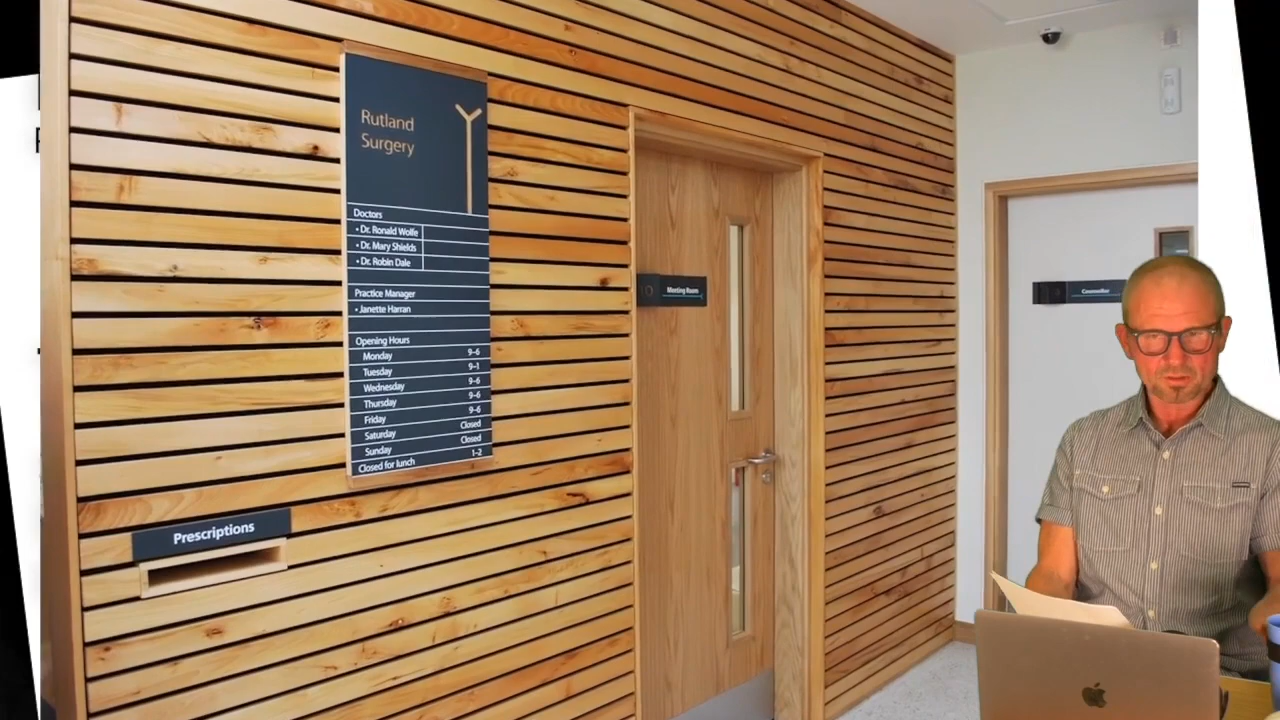 Rutland
Surgery
Doctors
• Dr. Ronald Wolfe
• Dr. Mary Shields
• Dr. Robin Dale
Practice Manager
• Janette Harran
Opening Hours
Monday 9-6
Tuesday 9-1
Wednesday 9-6
Thursday 9-6
Friday 9-6
Saturday Closed
Sunday Closed
Closed for lunch 1-2
Prescriptions
Meeting Room
Counsellor